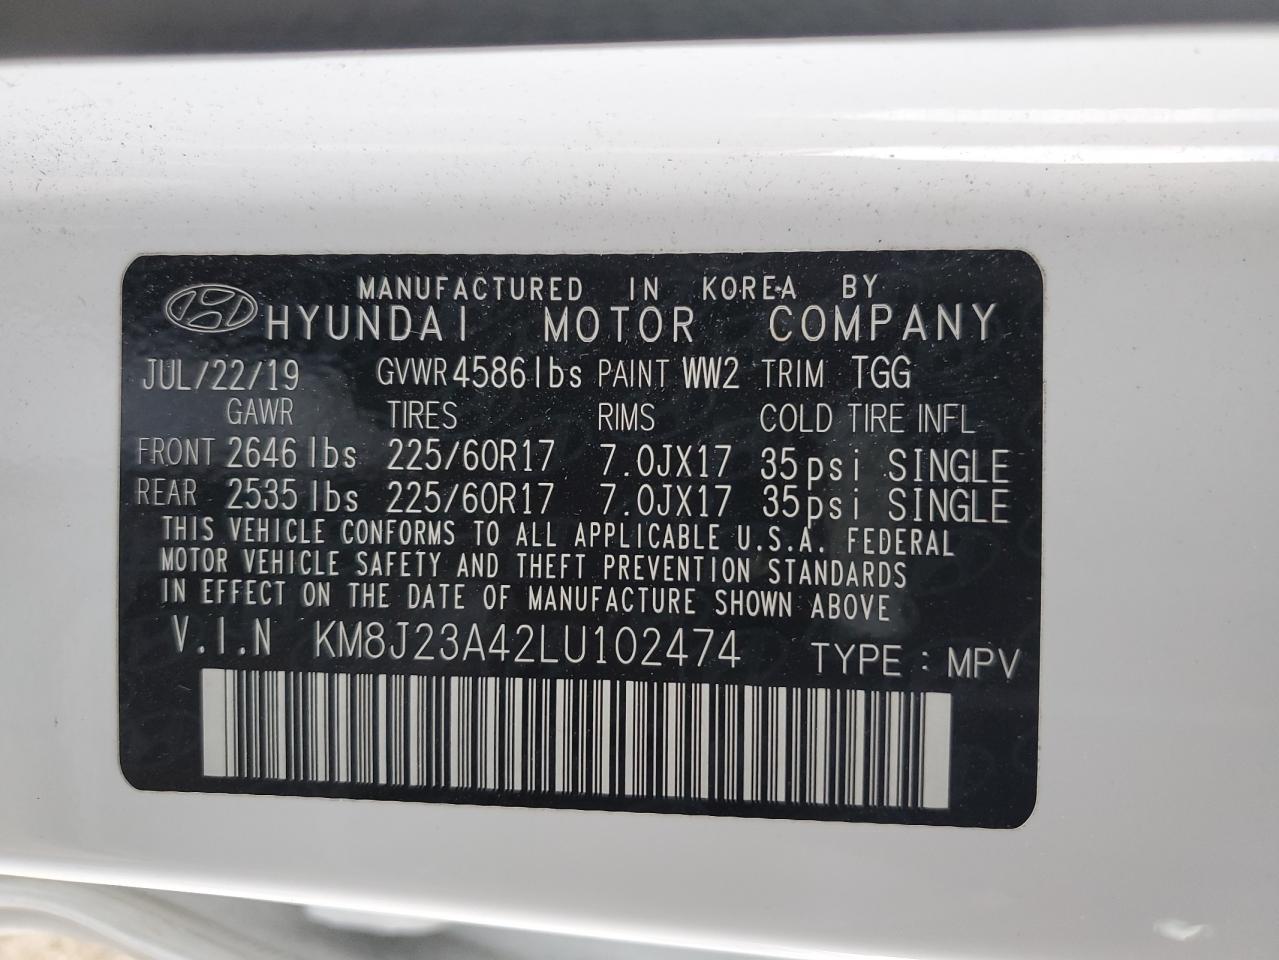 MANUFACTURED IN KOREA BY
HYUNDAI MOTOR COMPANY
JUL/22/19 GVWR 4586lbs PAINT WW2 TRIM TGG
GAWR TIRES RIMS COLD TIRE INFL
FRONT 2646 lbs 225/60R17 7.0JX17 35psi SINGLE
REAR 2535 lbs 225/60R17 7.0JX17 35psi SINGLE
THIS VEHICLE CONFORMS TO ALL APPLICABLE U.S.A. FEDERAL
MOTOR VEHICLE SAFETY AND THEFT PREVENTION STANDARDS
IN EFFECT ON THE DATE OF MANUFACTURE SHOWN ABOVE
V.I.N KM8J23A42LU102474 TYPE : MPV